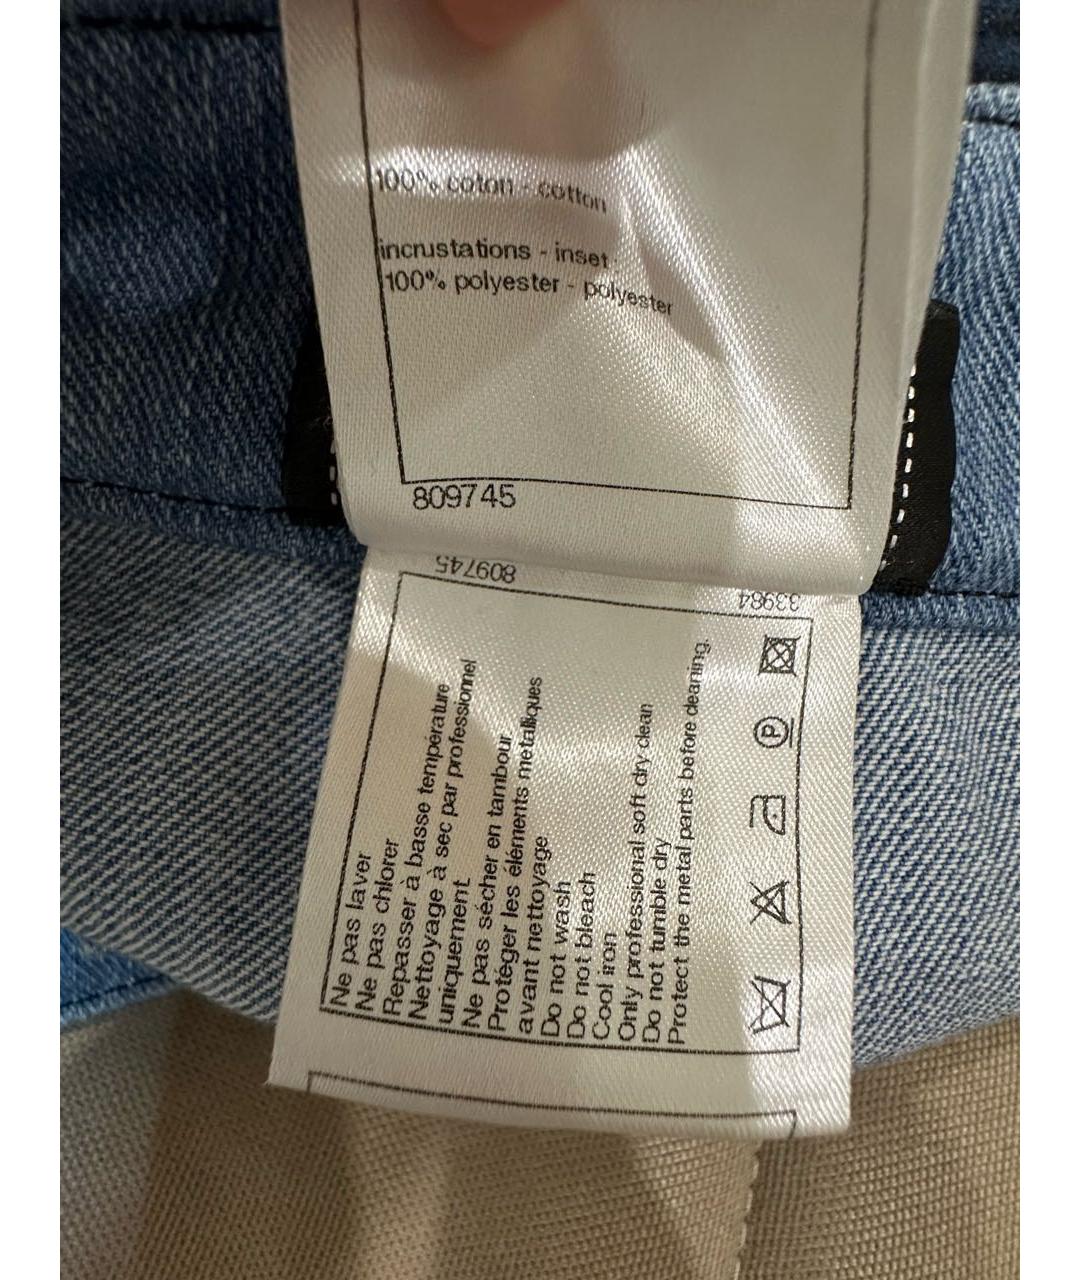 100% coton - cotton
incrustations - inset
100% polyester - polyester
809745
809745
33984
Ne pas laver
Ne pas chlorer
Repasser à basse température
Nettoyage à sec par professionnel
uniquement
Ne pas sécher en tambour
Protéger les éléments metalliques
avant nettoyage
Do not wash
Do not bleach
Cool iron
Only professional soft dry clean
Do not tumble dry
Protect the metal parts before cleaning.
P